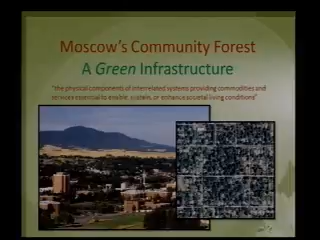 Moscow's Community Forest
A Green Infrastructure
"the physical components of interrelated systems providing commodities and
services essential to enable, sustain, or enhance societal living conditions"